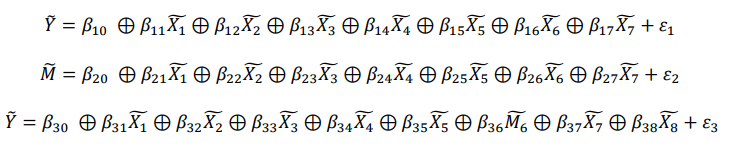 Ỹ = β₁₀ ⊕ β₁₁X̃₁ ⊕ β₁₂X̃₂ ⊕ β₁₃X̃₃ ⊕ β₁₄X̃₄ ⊕ β₁₅X̃₅ ⊕ β₁₆X̃₆ ⊕ β₁₇X̃₇ + ε₁
M̃ = β₂₀ ⊕ β₂₁X̃₁ ⊕ β₂₂X̃₂ ⊕ β₂₃X̃₃ ⊕ β₂₄X̃₄ ⊕ β₂₅X̃₅ ⊕ β₂₆X̃₆ ⊕ β₂₇X̃₇ + ε₂
Ỹ = β₃₀ ⊕ β₃₁X̃₁ ⊕ β₃₂X̃₂ ⊕ β₃₃X̃₃ ⊕ β₃₄X̃₄ ⊕ β₃₅X̃₅ ⊕ β₃₆M̃₆ ⊕ β₃₇X̃₇ ⊕ β₃₈X̃₈ + ε₃